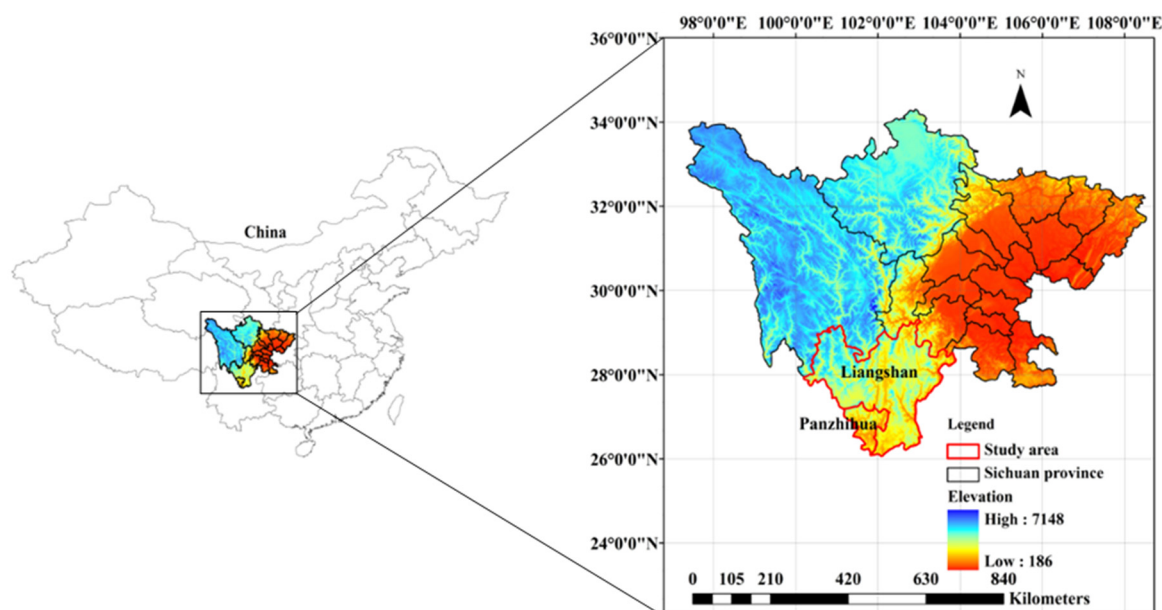 98°0'0"E 100°0'0"E 102°0'0"E 104°0'0"E 106°0'0"E 108°0'0"E
36°0'0"N
N
34°0'0"N
32°0'0"N
China
30°0'0"N
28°0'0"N
Liangshan
Panzhihua
Legend
Study area
26°0'0"N
Sichuan province
Elevation
High : 7148
24°0'0"N
Low : 186
0 105 210 420 630 840
Kilometers